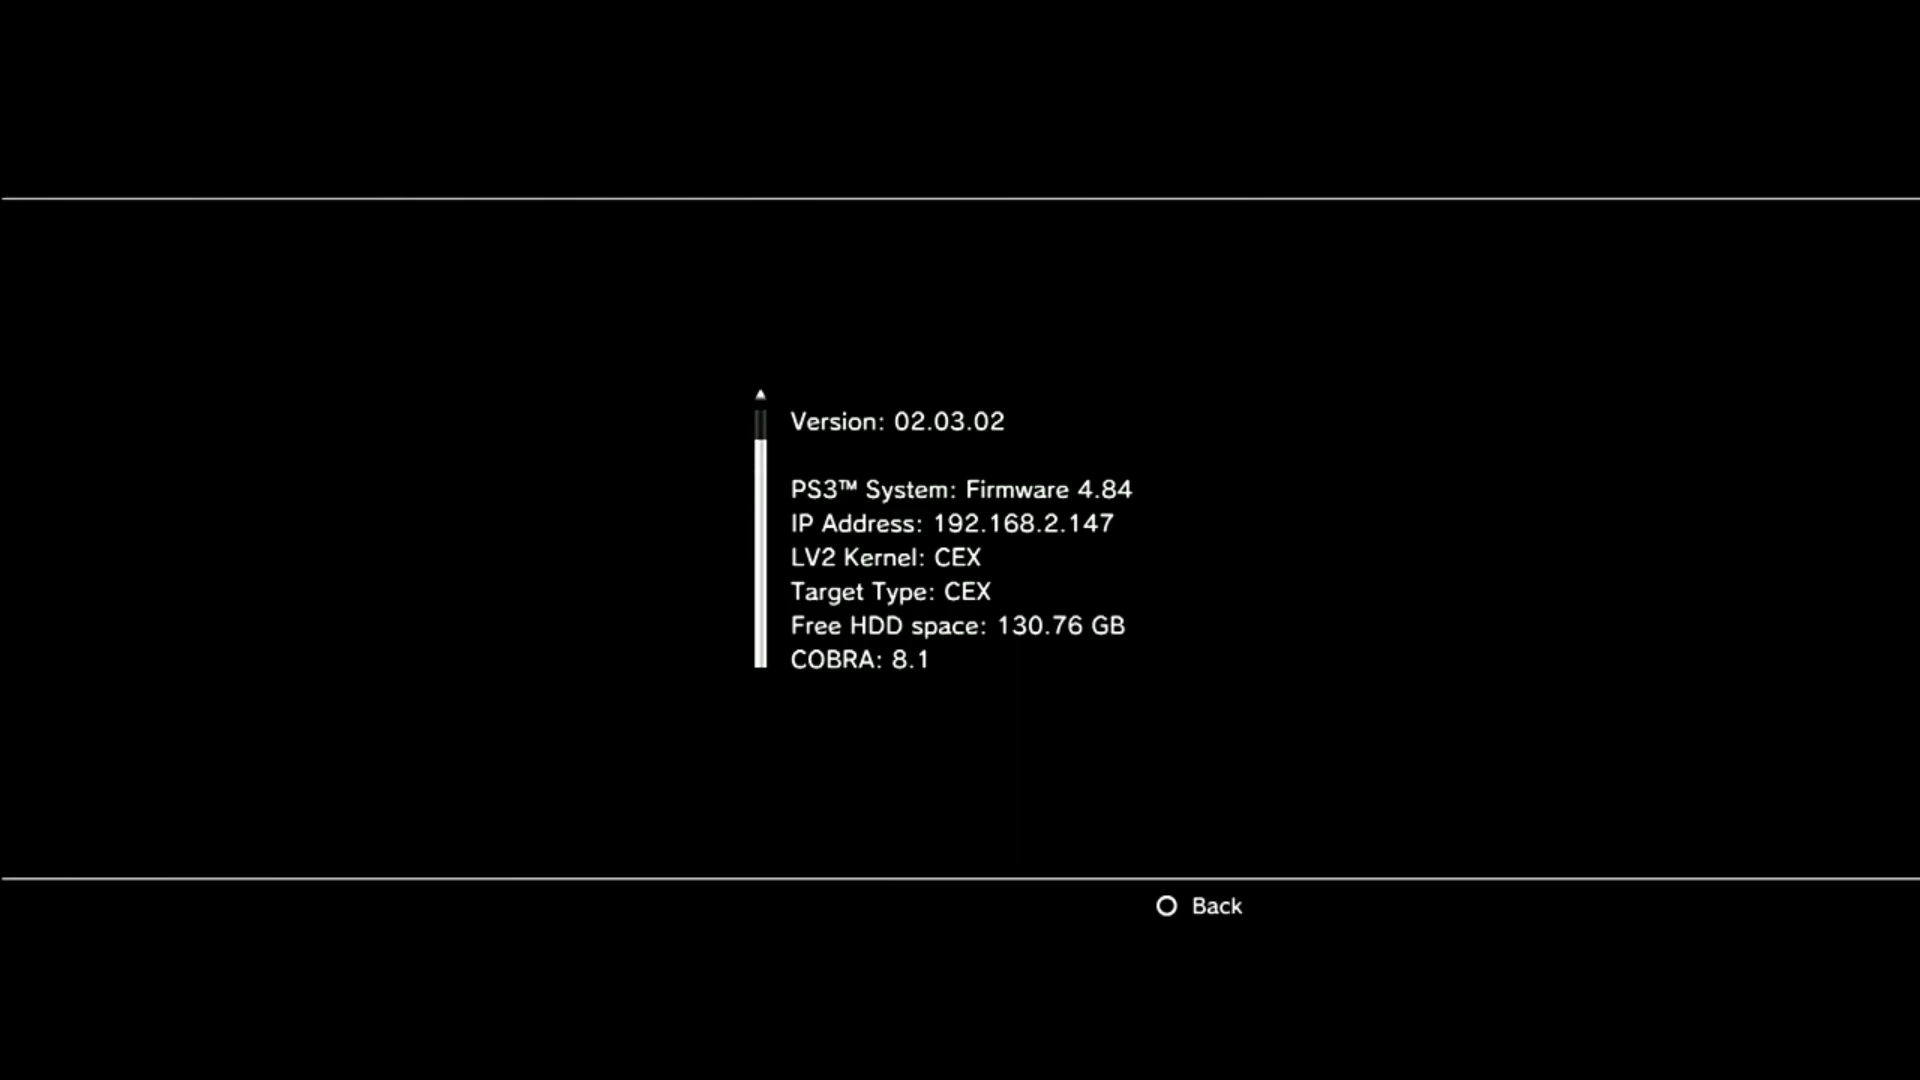 Version: 02.03.02
PS3™ System: Firmware 4.84
IP Address: 192.168.2.147
LV2 Kernel: CEX
Target Type: CEX
Free HDD space: 130.76 GB
COBRA: 8.1
Back